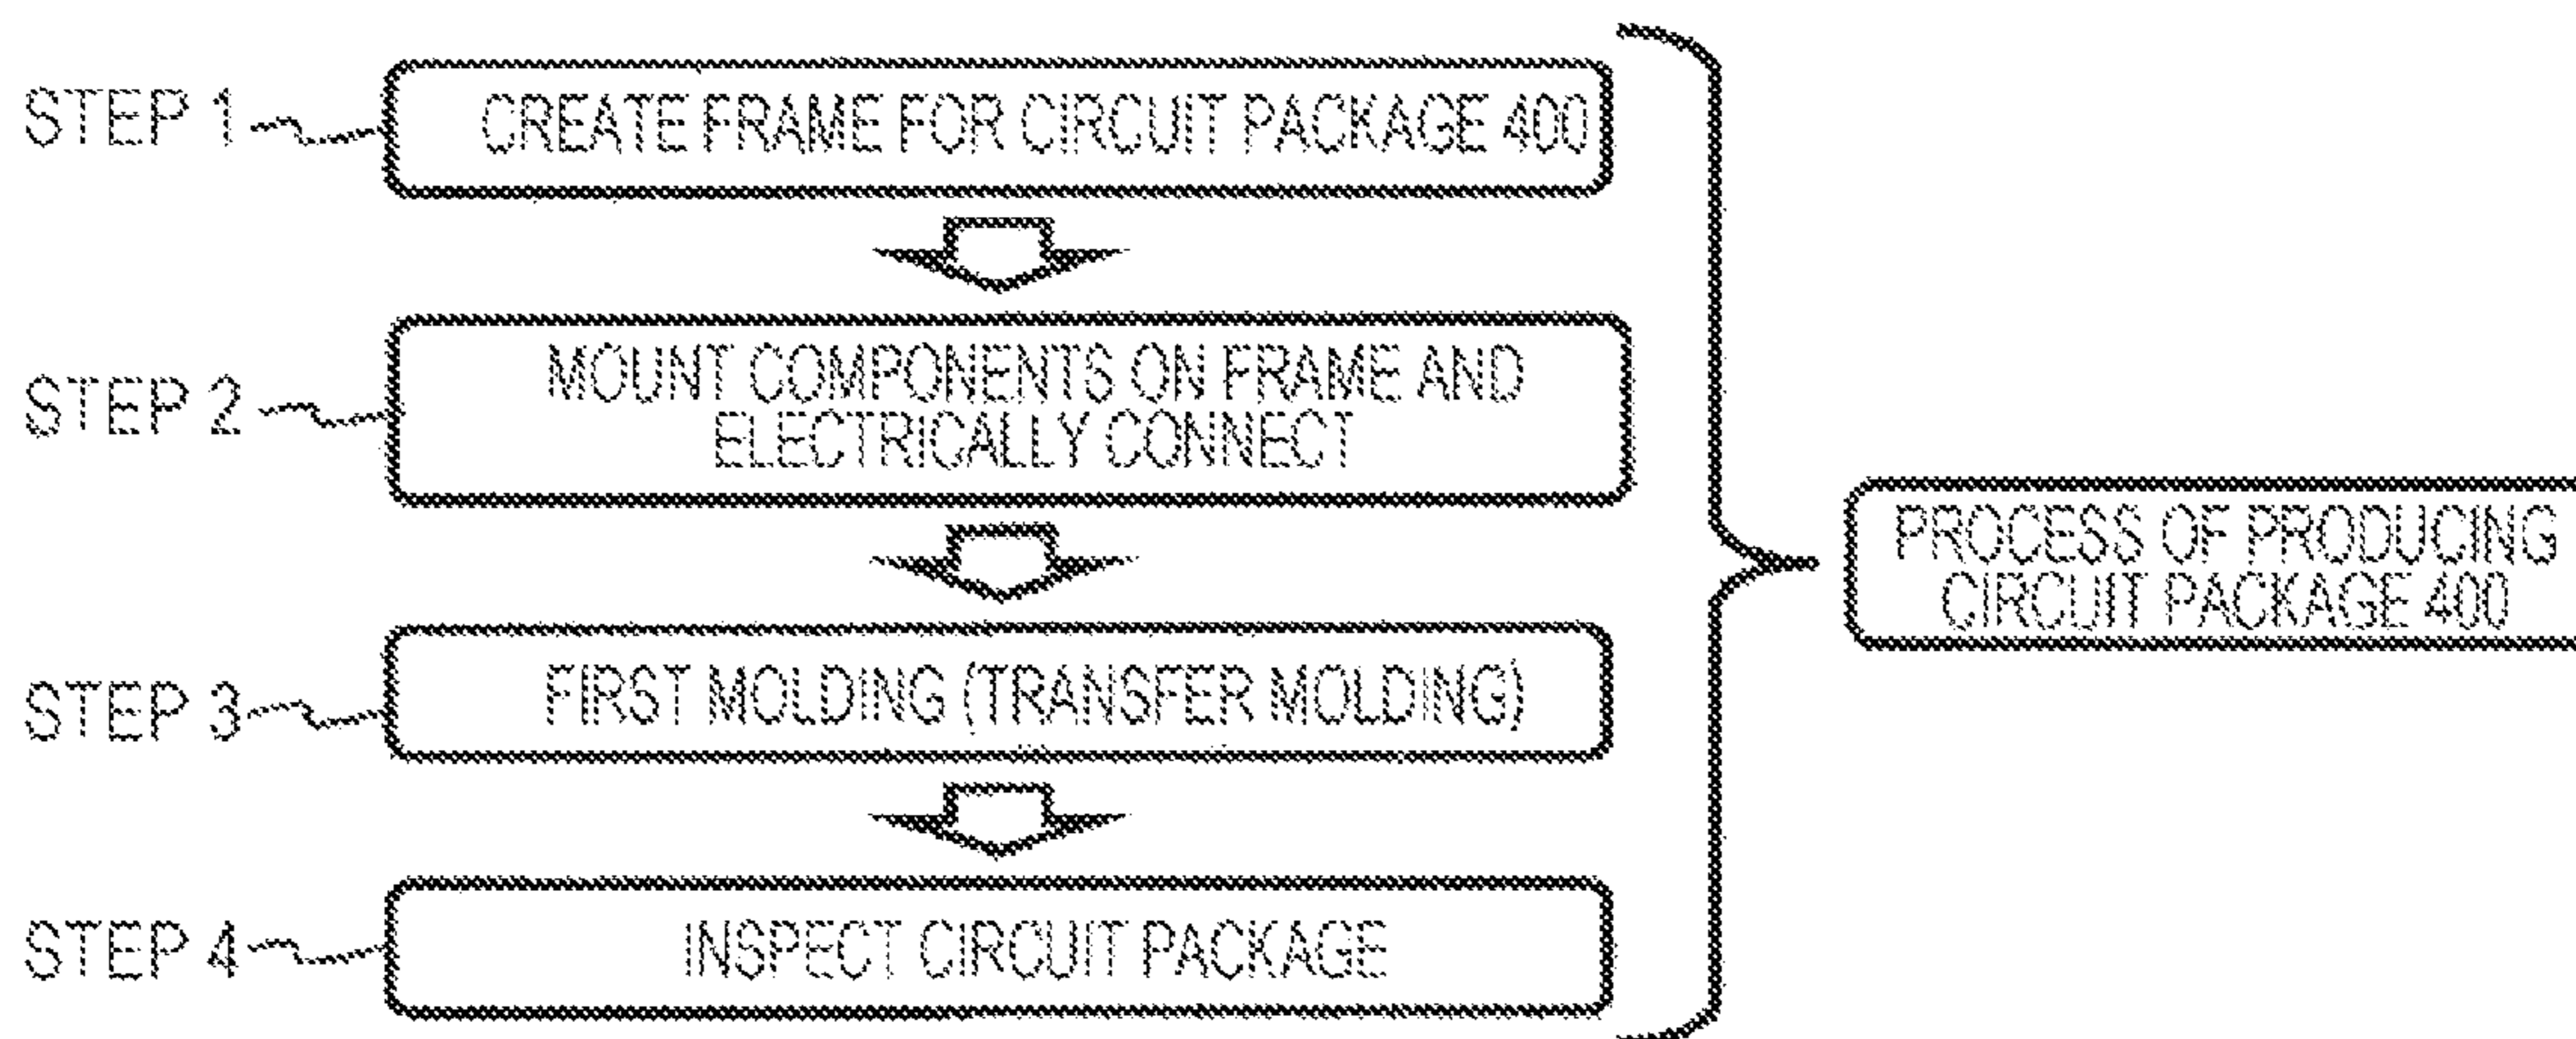 STEP 1
CREATE FRAME FOR CIRCUIT PACKAGE 400
STEP 2
MOUNT COMPONENTS ON FRAME AND
ELECTRICALLY CONNECT
STEP 3
FIRST MOLDING (TRANSFER MOLDING)
STEP 4
INSPECT CIRCUIT PACKAGE
PROCESS OF PRODUCING
CIRCUIT PACKAGE 400